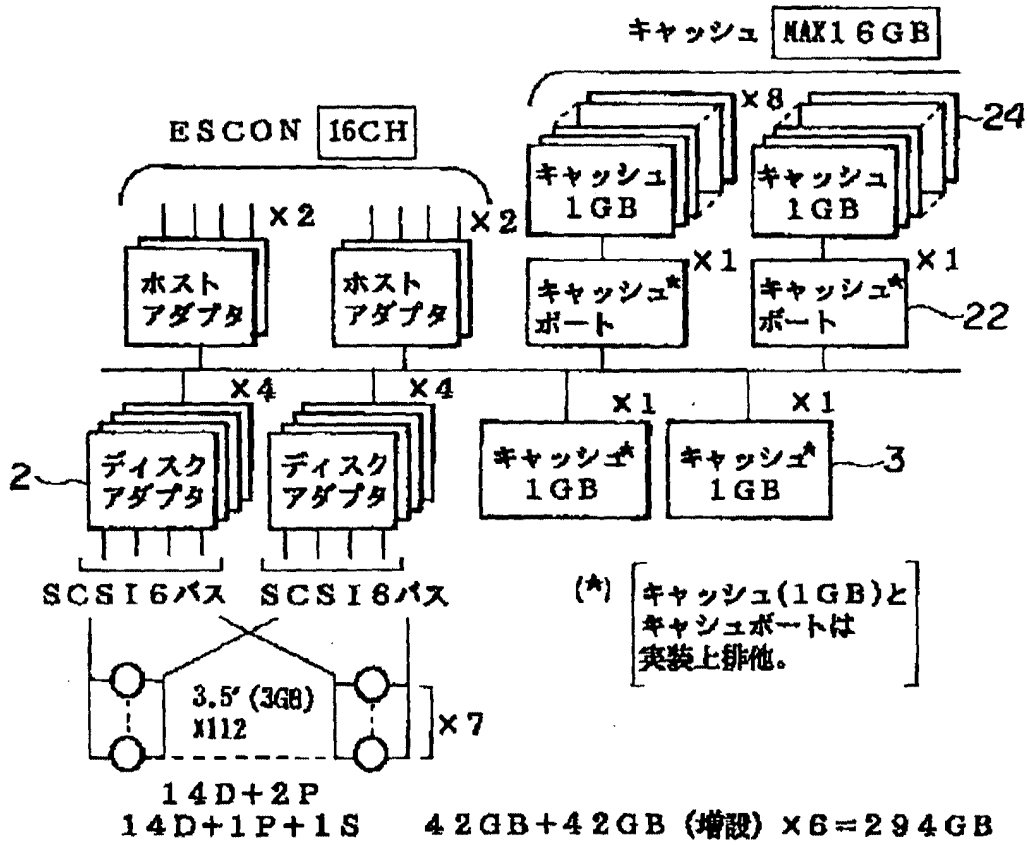 キャッシュ MAX16GB
ESCON 16CH
×8
24
キャッシュ
1GB
キャッシュ
1GB
×2
×2
×1
×1
ホスト
アダプタ
ホスト
アダプタ
キャッシュ*
ポート
キャッシュ*
ポート
22
×4
×4
×1
×1
2
ディスク
アダプタ
ディスク
アダプタ
キャッシュ*
1GB
キャッシュ*
1GB
3
SCSI6パス
SCSI6パス
(*)
キャッシュ(1GB)と
キャシュボートは
実装上排他。
3.5″(3GB)
X112
×7
14D+2P
14D+1P+1S
42GB+42GB (増設) ×6=294GB